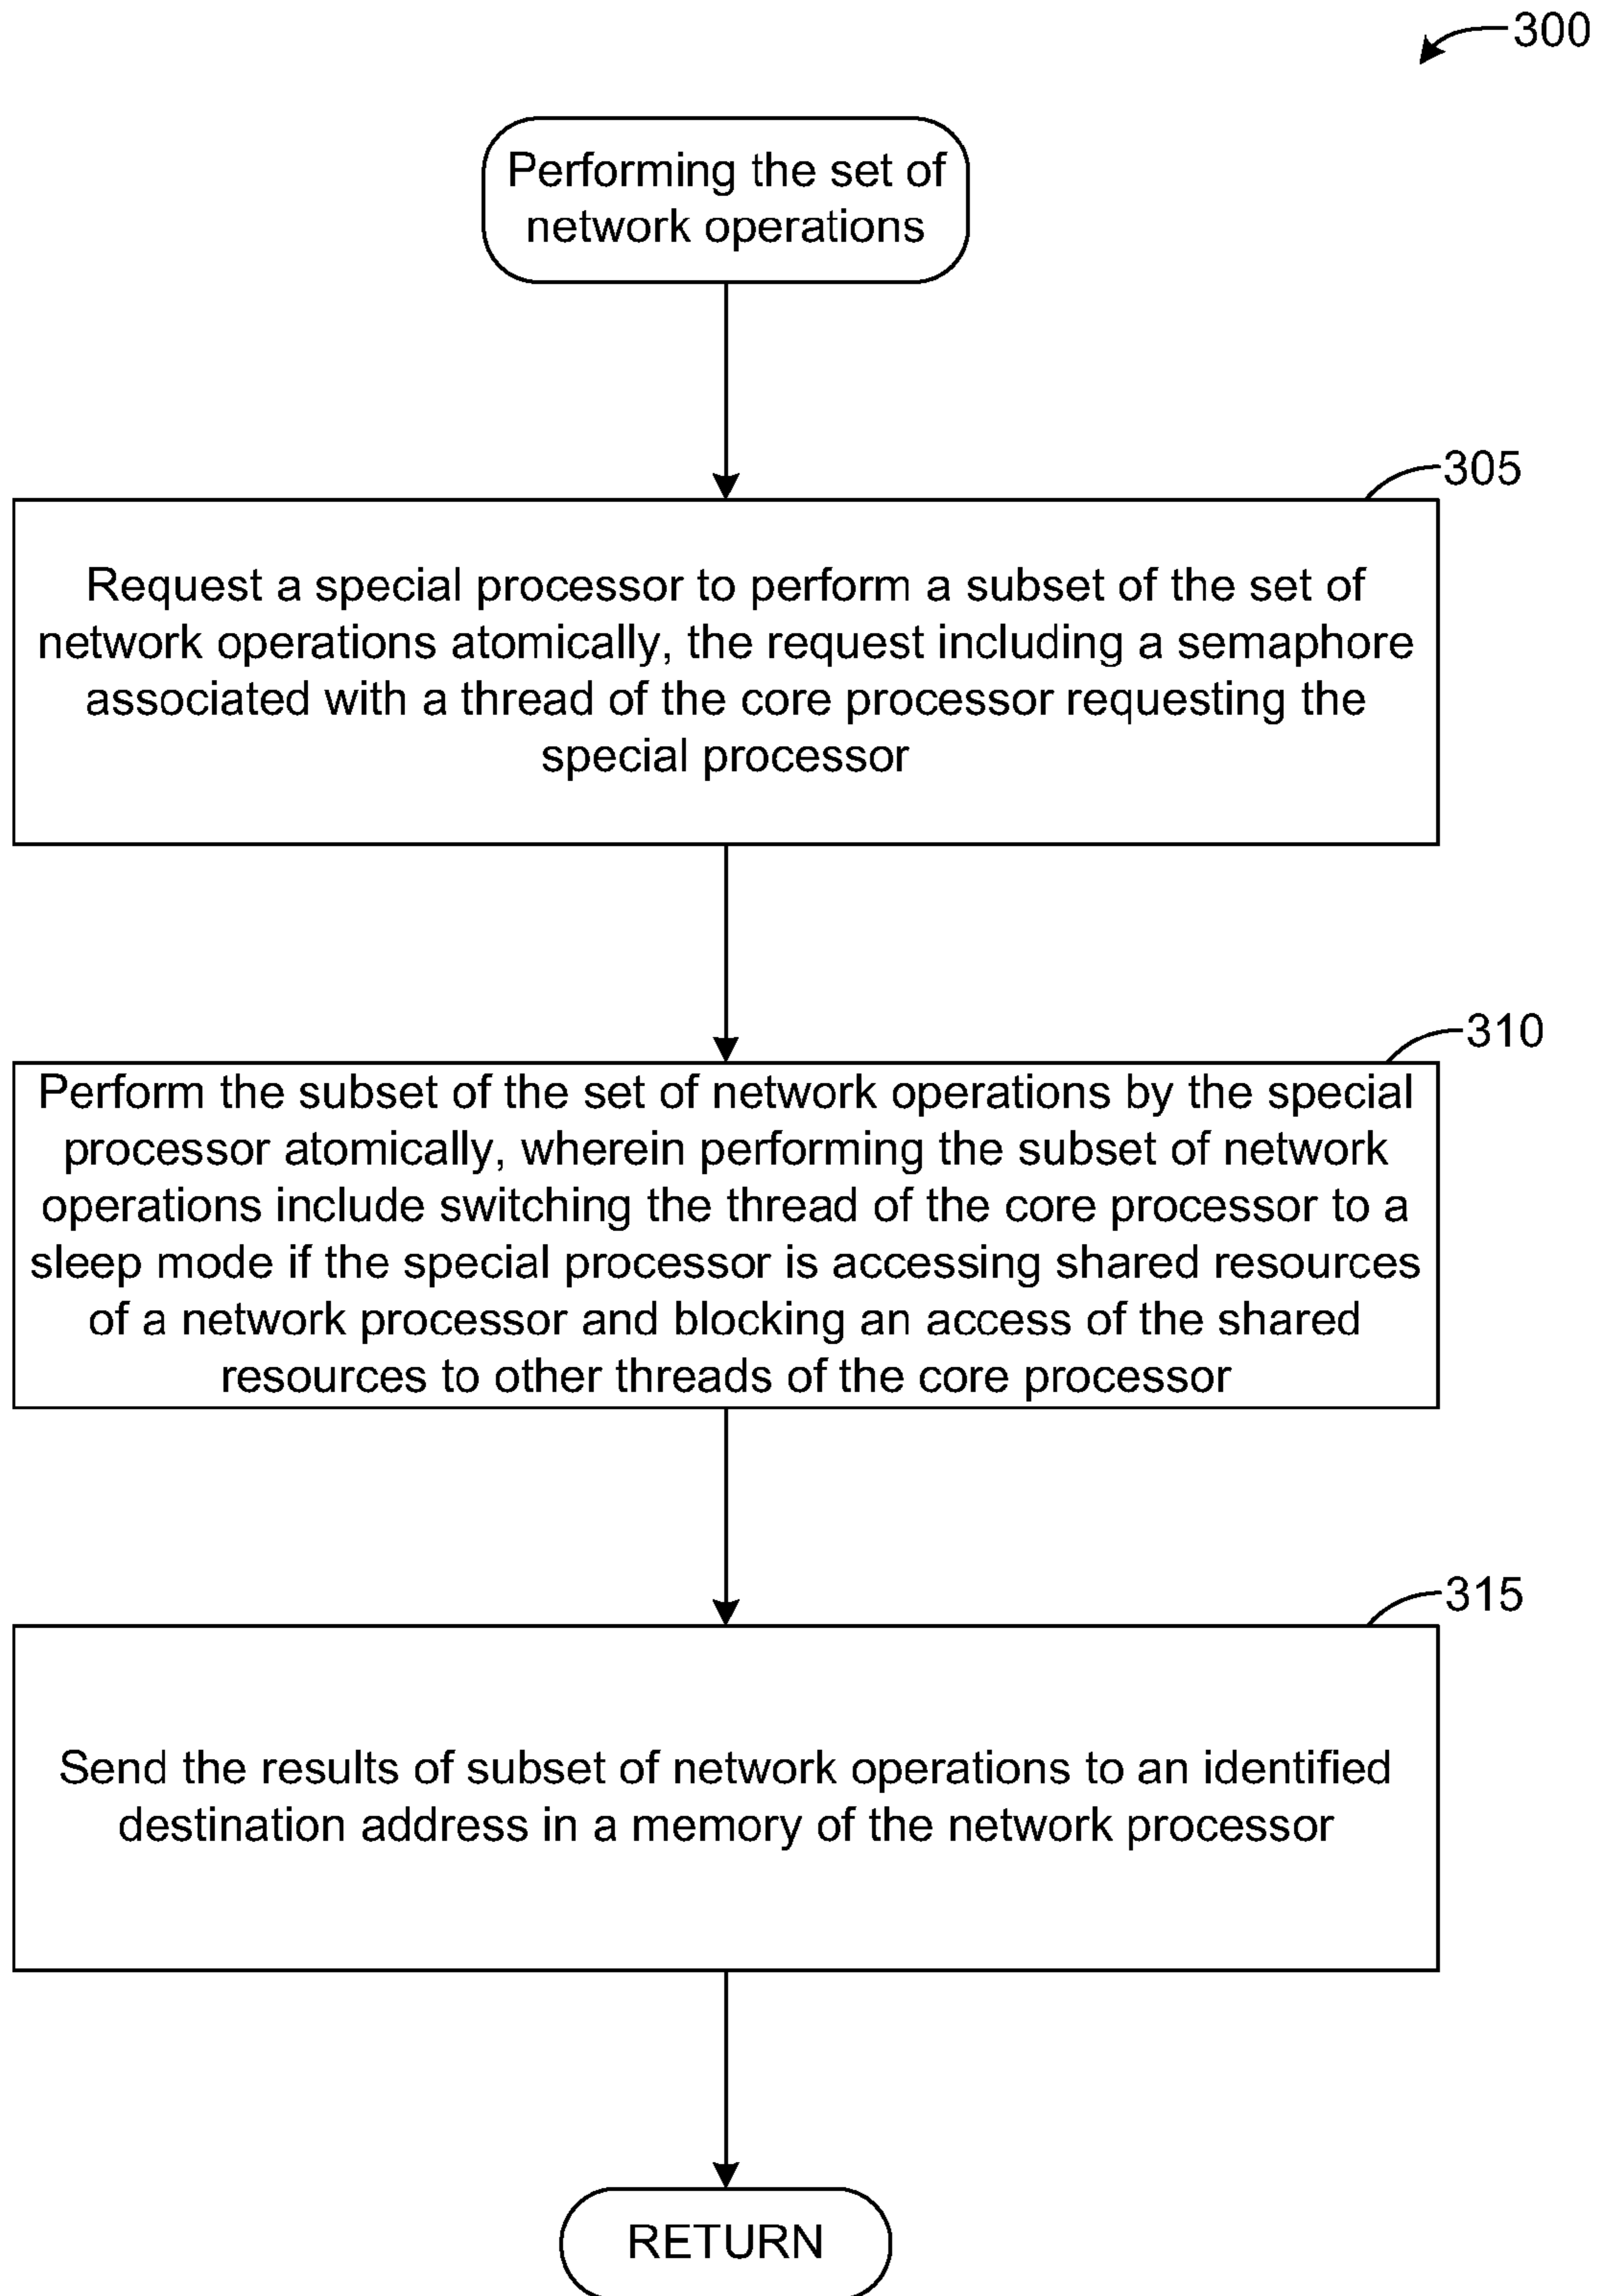 300
Performing the set of
network operations
305
Request a special processor to perform a subset of the set of
network operations atomically, the request including a semaphore
associated with a thread of the core processor requesting the
special processor
310
Perform the subset of the set of network operations by the special
processor atomically, wherein performing the subset of network
operations include switching the thread of the core processor to a
sleep mode if the special processor is accessing shared resources
of a network processor and blocking an access of the shared
resources to other threads of the core processor
315
Send the results of subset of network operations to an identified
destination address in a memory of the network processor
RETURN